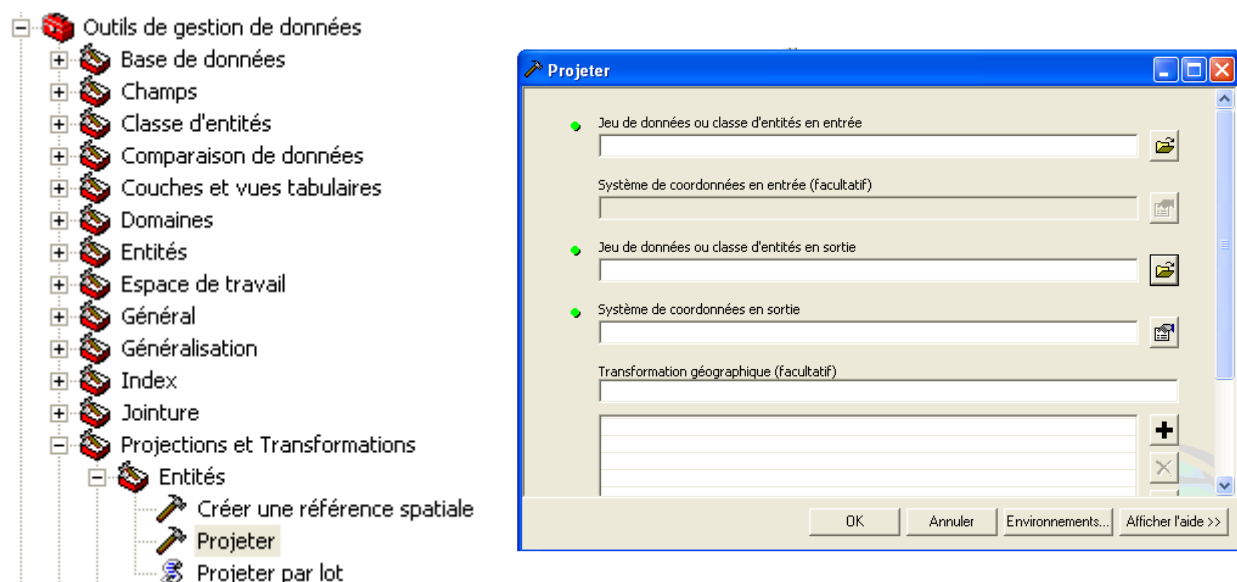 Outils de gestion de données
Base de données
Champs
Classe d'entités
Comparaison de données
Couches et vues tabulaires
Domaines
Entités
Espace de travail
Général
Généralisation
Index
Jointure
Projections et Transformations
Entités
Créer une référence spatiale
Projeter
Projeter par lot
Projeter
Jeu de données ou classe d'entités en entrée
Système de coordonnées en entrée (facultatif)
Jeu de données ou classe d'entités en sortie
Système de coordonnées en sortie
Transformation géographique (facultatif)
OK
Annuler
Environnements...
Afficher l'aide >>